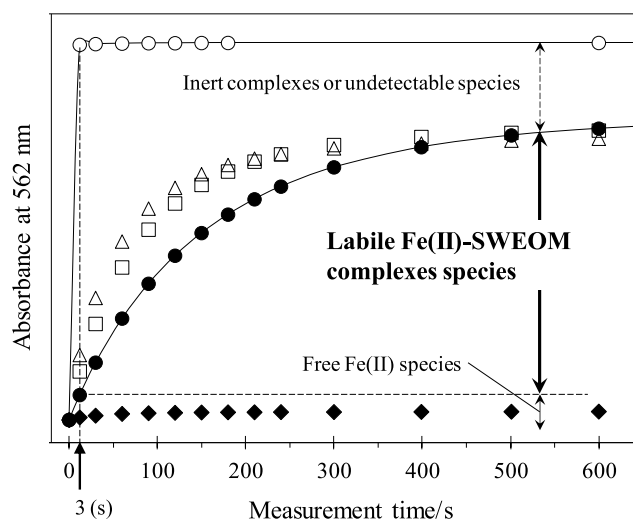 Absorbance at 562 nm
Inert complexes or undetectable species
Labile Fe(II)-SWEOM
complexes species
Free Fe(II) species
0 100 200 300 400 500 600
3 (s)
Measurement time/s